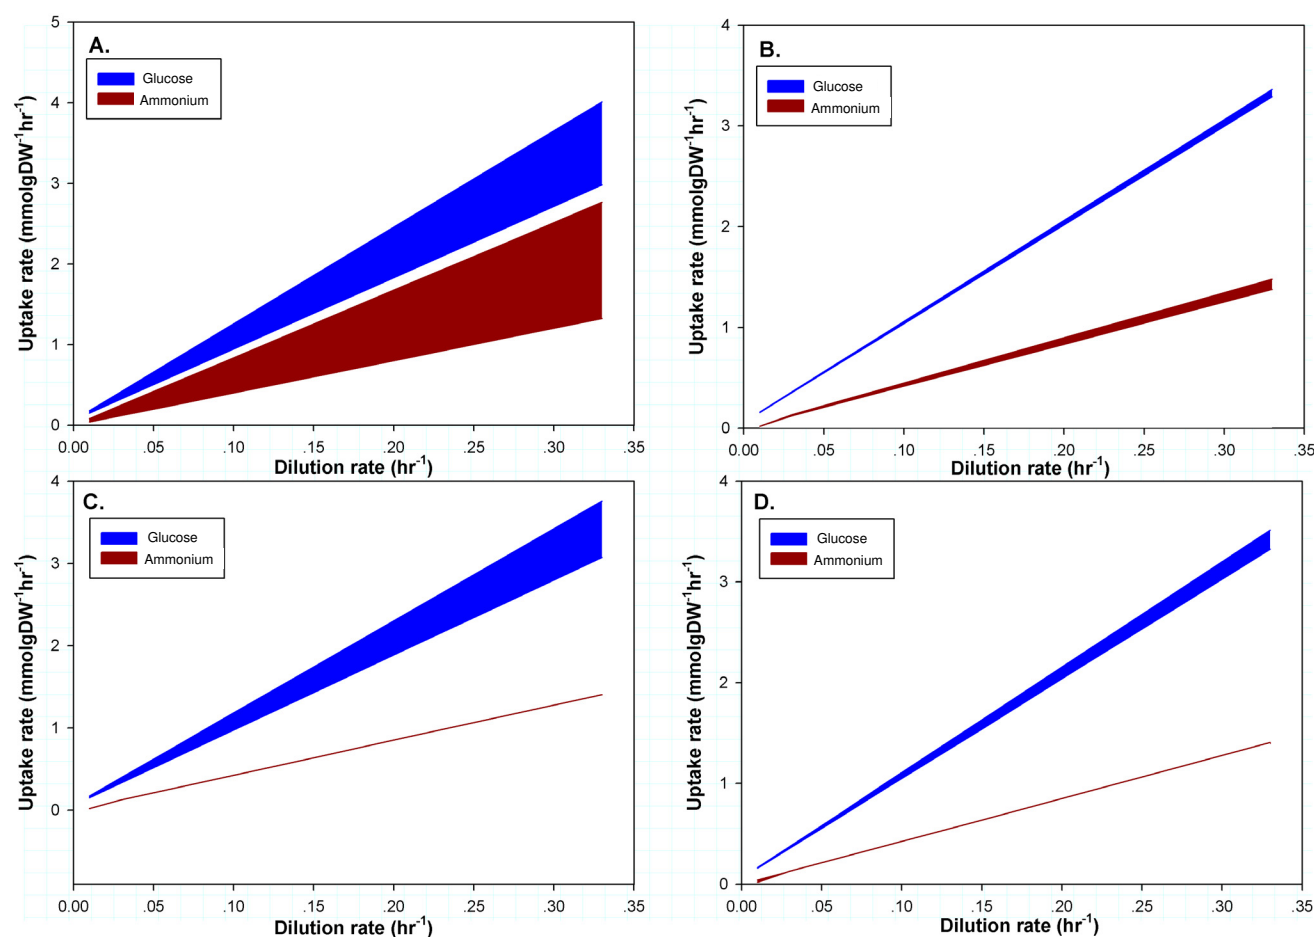 A.
Glucose
Ammonium
Uptake rate (mmolgDW⁻¹hr⁻¹)
5
4
3
2
1
0
0.00 .05 .10 .15 .20 .25 .30 .35
Dilution rate (hr⁻¹)
B.
Glucose
Ammonium
Uptake rate (mmolgDW⁻¹hr⁻¹)
4
3
2
1
0
0.00 .05 .10 .15 .20 .25 .30 .35
Dilution rate (hr⁻¹)
C.
Glucose
Ammonium
Uptake rate (mmolgDW⁻¹hr⁻¹)
4
3
2
1
0
0.00 .05 .10 .15 .20 .25 .30 .35
Dilution rate (hr⁻¹)
D.
Glucose
Ammonium
Uptake rate (mmolgDW⁻¹hr⁻¹)
4
3
2
1
0
0.00 .05 .10 .15 .20 .25 .30 .35
Dilution rate (hr⁻¹)